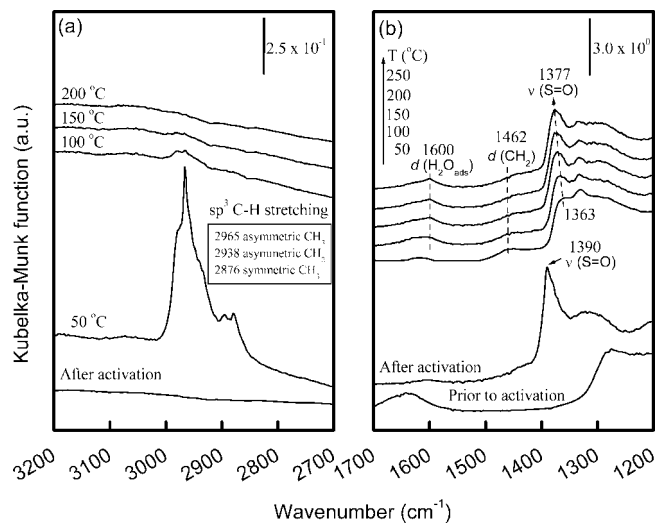 (a)
2.5 x 10⁻¹
200 °C
150 °C
100 °C
sp³ C-H stretching
2965 asymmetric CH₃
2938 asymmetric CH₂
2876 symmetric CH₃
50 °C
After activation
3200 3100 3000 2900 2800 2700
(b)
3.0 x 10⁰
T (°C)
250
200
150
100
50
1377
ν (S=O)
1600
d (H₂Oads)
1462
d (CH₂)
1363
1390
ν (S=O)
After activation
Prior to activation
1700 1600 1500 1400 1300 1200
Kubelka-Munk function (a.u.)
Wavenumber (cm⁻¹)